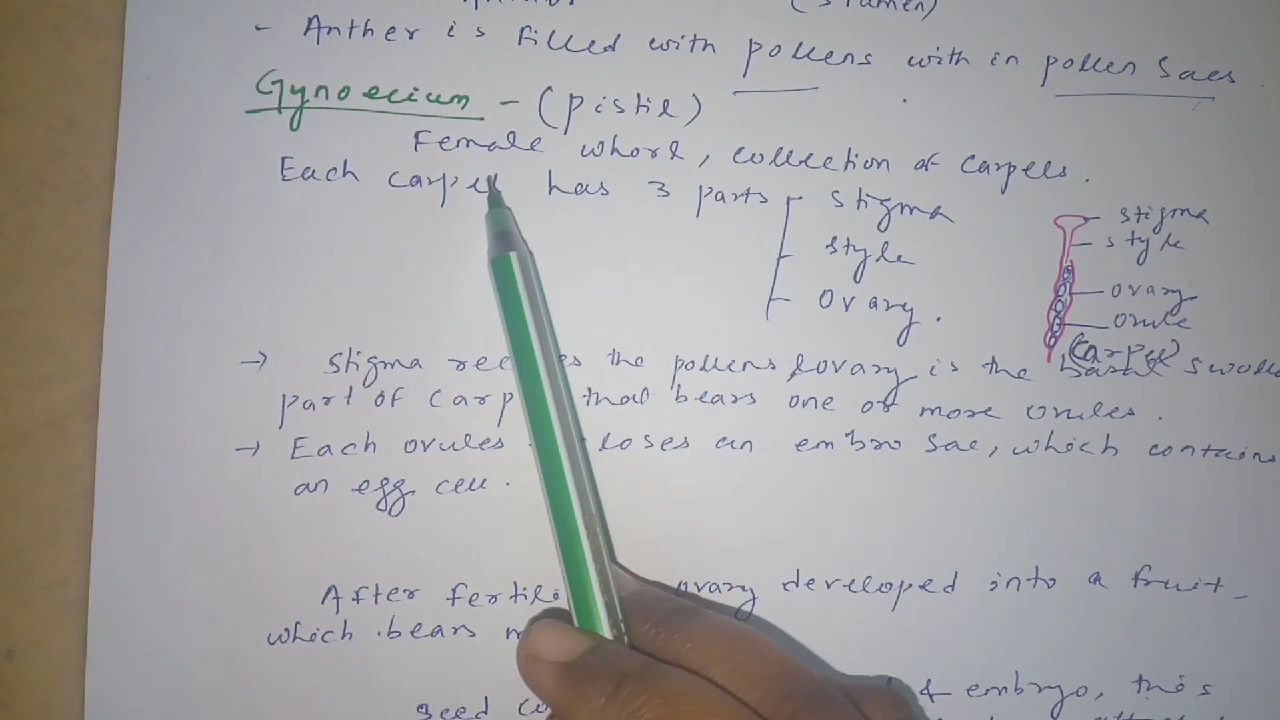 (Stamen)
- Anther is filled with pollens with in pollen Sacs
Gynoecium - (pistil)
Female whorl, collection of carpels.
Each carpel has 3 parts
stigma
style
Ovary.
stigma
style
ovary
ovule
(carpel)
→ stigma the pollens & ovary is the
part of carp that bears one or more ovules.
→ Each ovules an embro sac, which contains
an egg cell.
After ovary developed into a fruit
which bears
seed & embryo, this